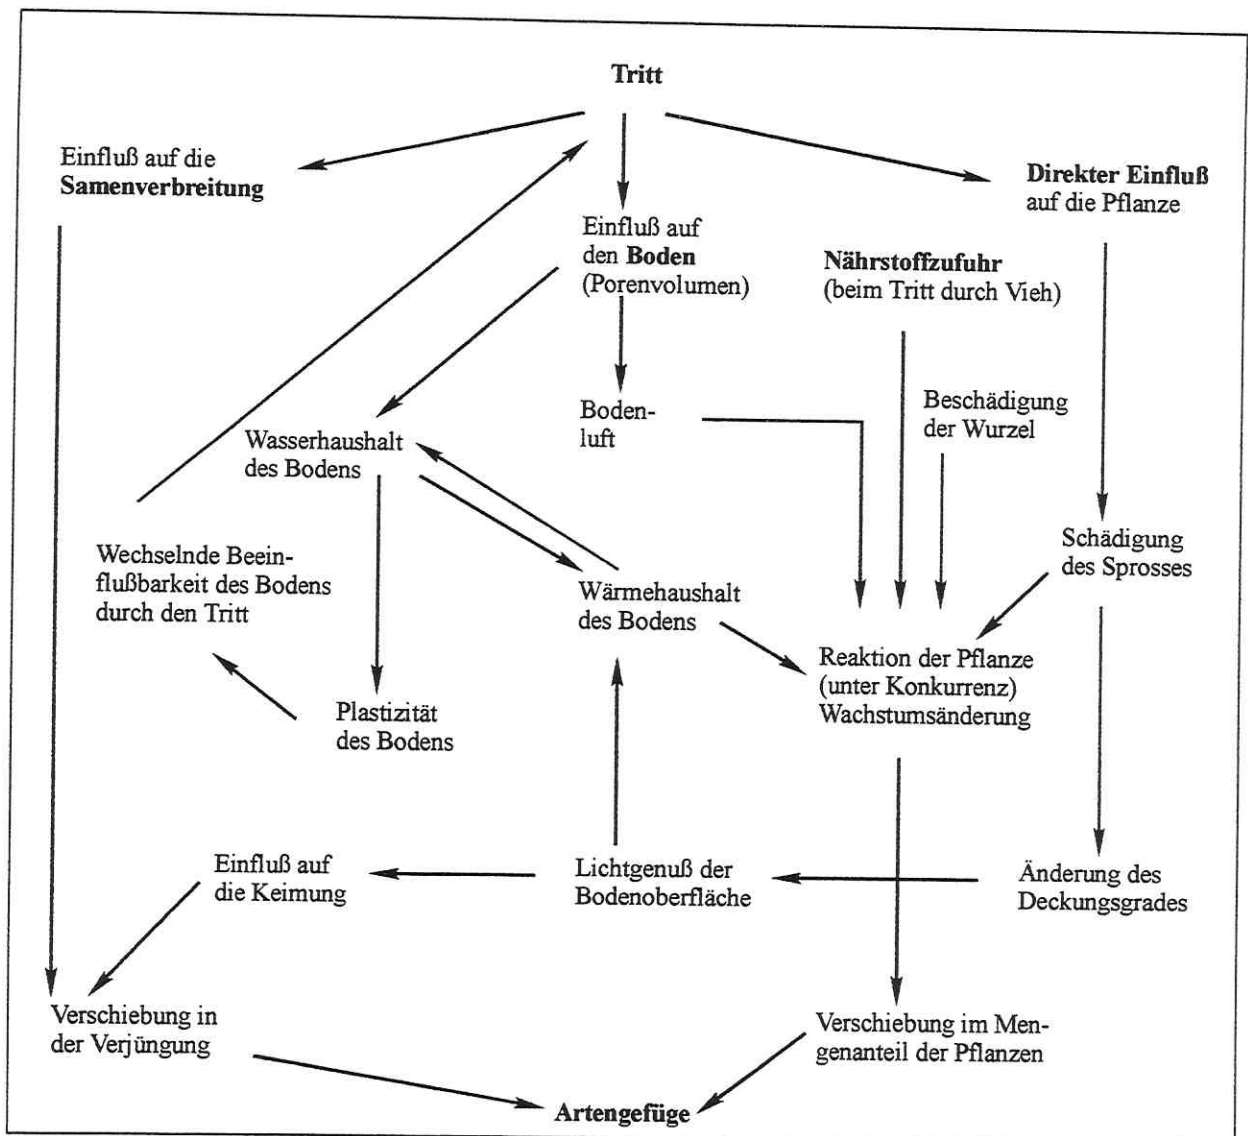 Tritt
Einfluß auf die
Samenverbreitung
Direkter Einfluß
auf die Pflanze
Einfluß auf
den Boden
(Porenvolumen)
Nährstoffzufuhr
(beim Tritt durch Vieh)
Boden-
luft
Beschädigung
der Wurzel
Wasserhaushalt
des Bodens
Schädigung
des Sprosses
Wechselnde Beein-
flußbarkeit des Bodens
durch den Tritt
Wärmehaushalt
des Bodens
Reaktion der Pflanze
(unter Konkurrenz)
Wachstumsänderung
Plastizität
des Bodens
Einfluß auf
die Keimung
Lichtgenuß der
Bodenoberfläche
Änderung des
Deckungsgrades
Verschiebung in
der Verjüngung
Verschiebung im Men-
genanteil der Pflanzen
Artengefüge